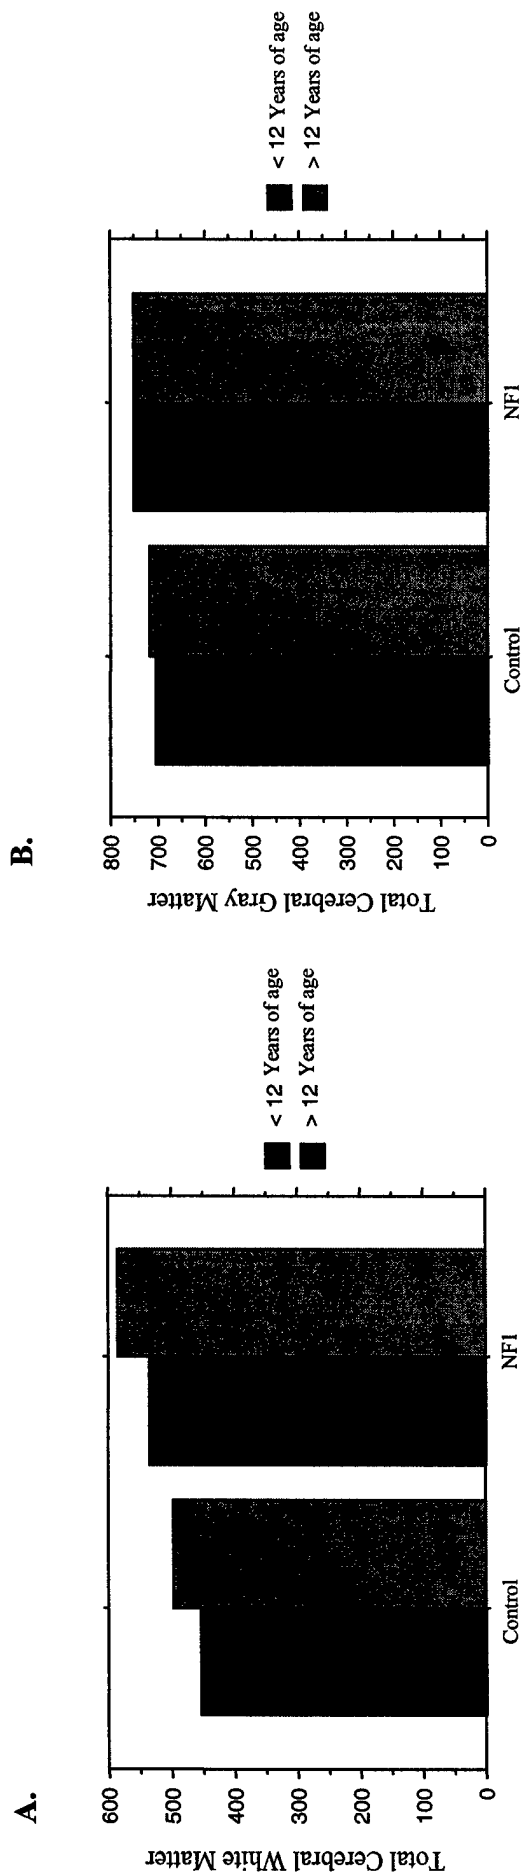 A.
Total Cerebral White Matter
600
500
400
300
200
100
0
Control
NF1
< 12 Years of age
> 12 Years of age
B.
Total Cerebral Gray Matter
800
700
600
500
400
300
200
100
0
Control
NF1
< 12 Years of age
> 12 Years of age